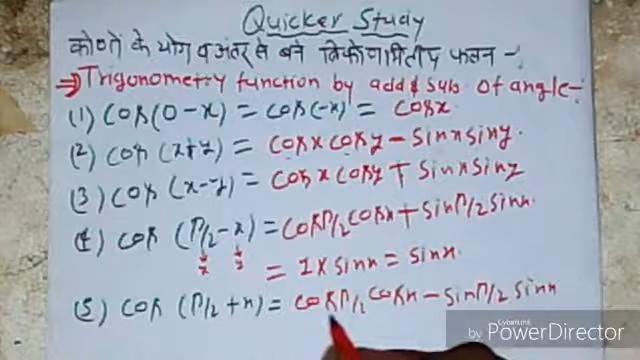 Quicker Study
कोणों के योग व अंतर से बने त्रिकोणामितीय फलन -:
⇒ Trigonometry function by add & sub of angle-:
(1) cos(0-x) = cos(-x) = cosx
(2) cos (x+y) = cosx cosy - sinx siny.
(3) cos (x-y) = cosx cosy + sinx siny
(4) cos (π/2 - x) = cosπ/2 cosx + sinπ/2 sinx.
= 1 x sinx = sinx.
(5) cos (π/2 + x) = cosπ/2 cosx - sinπ/2 sinx
by PowerDirector